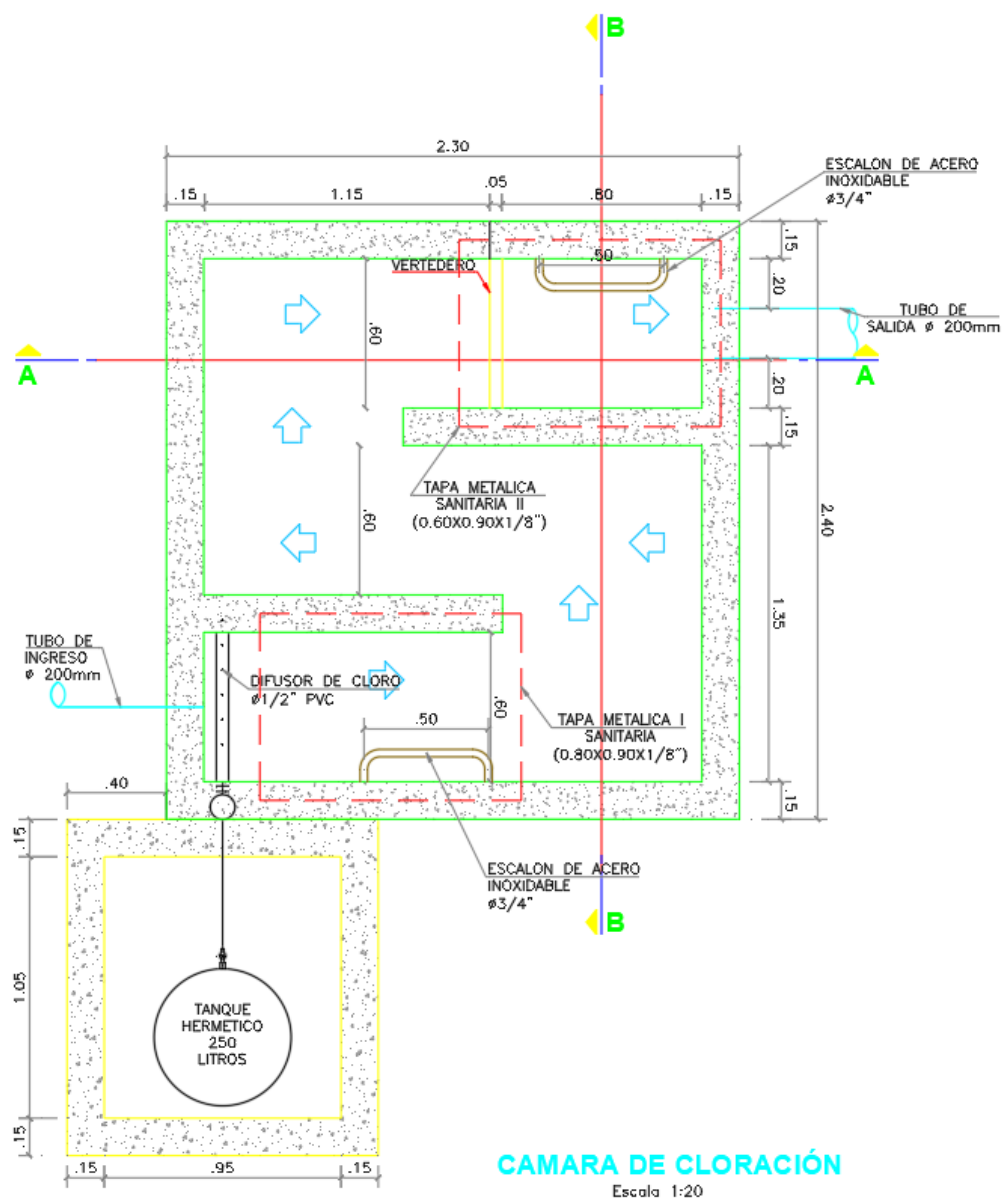 B
2.30
ESCALON DE ACERO
INOXIDABLE
ø3/4"
.15
1.15
.05
.80
.15
.15
VERTEDERO
.50
.20
TUBO DE
SALIDA ø 200mm
.60
A
A
.20
.15
TAPA METALICA
SANITARIA II
(0.60X0.90X1/8")
.60
2.40
1.35
TUBO DE
INGRESO
ø 200mm
DIFUSOR DE CLORO
ø1/2" PVC
.50
.60
TAPA METALICA I
SANITARIA
(0.80X0.90X1/8")
.40
.15
.15
ESCALON DE ACERO
INOXIDABLE
ø3/4"
B
1.05
TANQUE
HERMETICO
250
LITROS
.15
.15
.95
.15
CAMARA DE CLORACIÓN
Escala 1:20